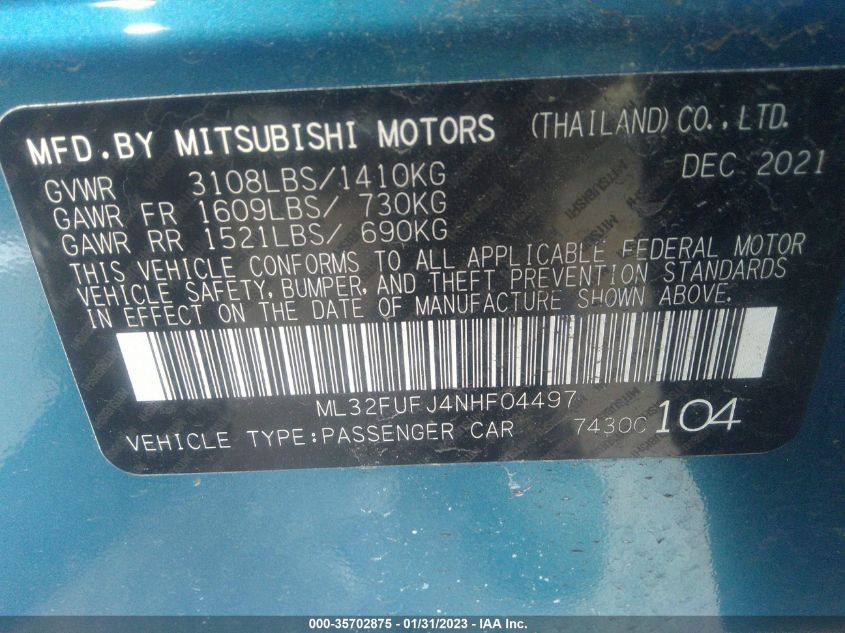 MFD.BY MITSUBISHI MOTORS (THAILAND) CO.,LTD.
GVWR 3108LBS/1410KG DEC 2021
GAWR FR 1609LBS/ 730KG
GAWR RR 1521LBS/ 690KG
THIS VEHICLE CONFORMS TO ALL APPLICABLE FEDERAL MOTOR
VEHICLE SAFETY, BUMPER, AND THEFT PREVENTION STANDARDS
IN EFFECT ON THE DATE OF MANUFACTURE SHOWN ABOVE.
ML32FUFJ4NHF04497
VEHICLE TYPE:PASSENGER CAR 7430C 104
000-35702875 - 01/31/2023 - IAA Inc.